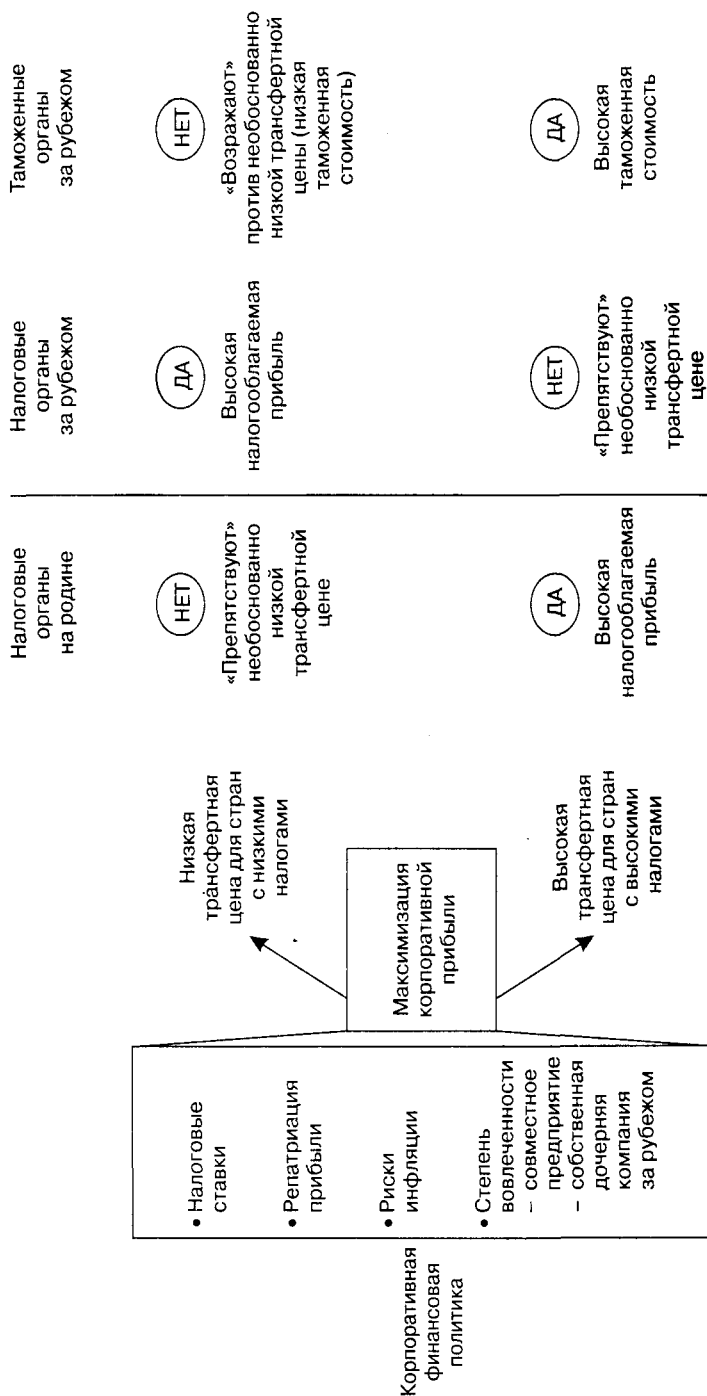 Корпоративная
финансовая
политика
• Налоговые
ставки
• Репатриация
прибыли
• Риски
инфляции
• Степень
вовлеченности
– совместное
предприятие
– собственная
дочерняя
компания
за рубежом
Максимизация
корпоративной
прибыли
Низкая
трансфертная
цена для стран
с низкими
налогами
Высокая
трансфертная
цена для стран
с высокими
налогами
Налоговые
органы
на родине
НЕТ
«Препятствуют»
необоснованно
низкой
трансфертной
цене
ДА
Высокая
налогооблагаемая
прибыль
Налоговые
органы
за рубежом
ДА
Высокая
налогооблагаемая
прибыль
НЕТ
«Препятствуют»
необоснованно
низкой
трансфертной
цене
Таможенные
органы
за рубежом
НЕТ
«Возражают»
против необоснованно
низкой трансфертной
цены (низкая
таможенная
стоимость)
ДА
Высокая
таможенная
стоимость